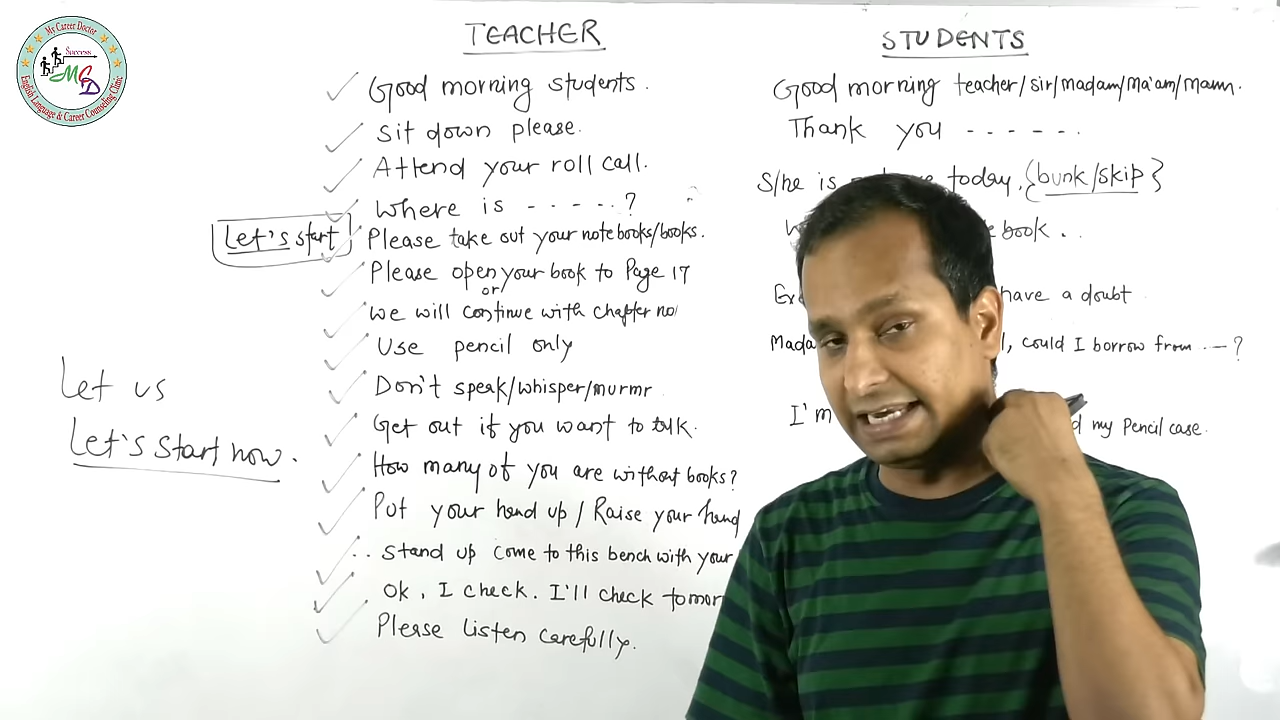 My Career Doctor
Success
MCD
English Language & Career Counseling Clinic
TEACHER
Good morning students.
Sit down please.
Attend your roll call.
Where is ......?
Let's start
Please take out your notebooks/books.
Please open your book to Page 17
or
We will continue with chapter no
Use pencil only
Don't speak/whisper/murmr
Get out if you want to talk.
How many of you are without books?
Put your hand up / Raise your hand
.. Stand up come to this bench with your
Ok, I check. I'll check tomor
Please listen carefully.
Let us
Let's start now.
STUDENTS
Good morning teacher/sir/madam/Ma'am/Mam.
Thank you ------.
S/he is today, {bunk/skip}
book ..
have a doubt
Mada , could I borrow from ---?
I'm my Pencil case.